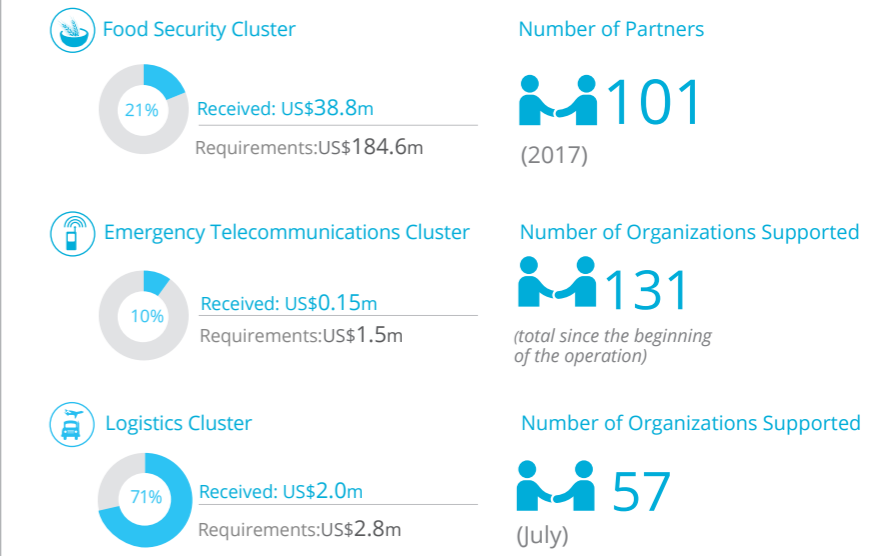 Food Security Cluster
Number of Partners
21%
Received: US$38.8m
Requirements:US$184.6m
101
(2017)
Emergency Telecommunications Cluster
Number of Organizations Supported
10%
Received: US$0.15m
Requirements:US$1.5m
131
(total since the beginning
of the operation)
Logistics Cluster
Number of Organizations Supported
71%
Received: US$2.0m
Requirements:US$2.8m
57
(July)